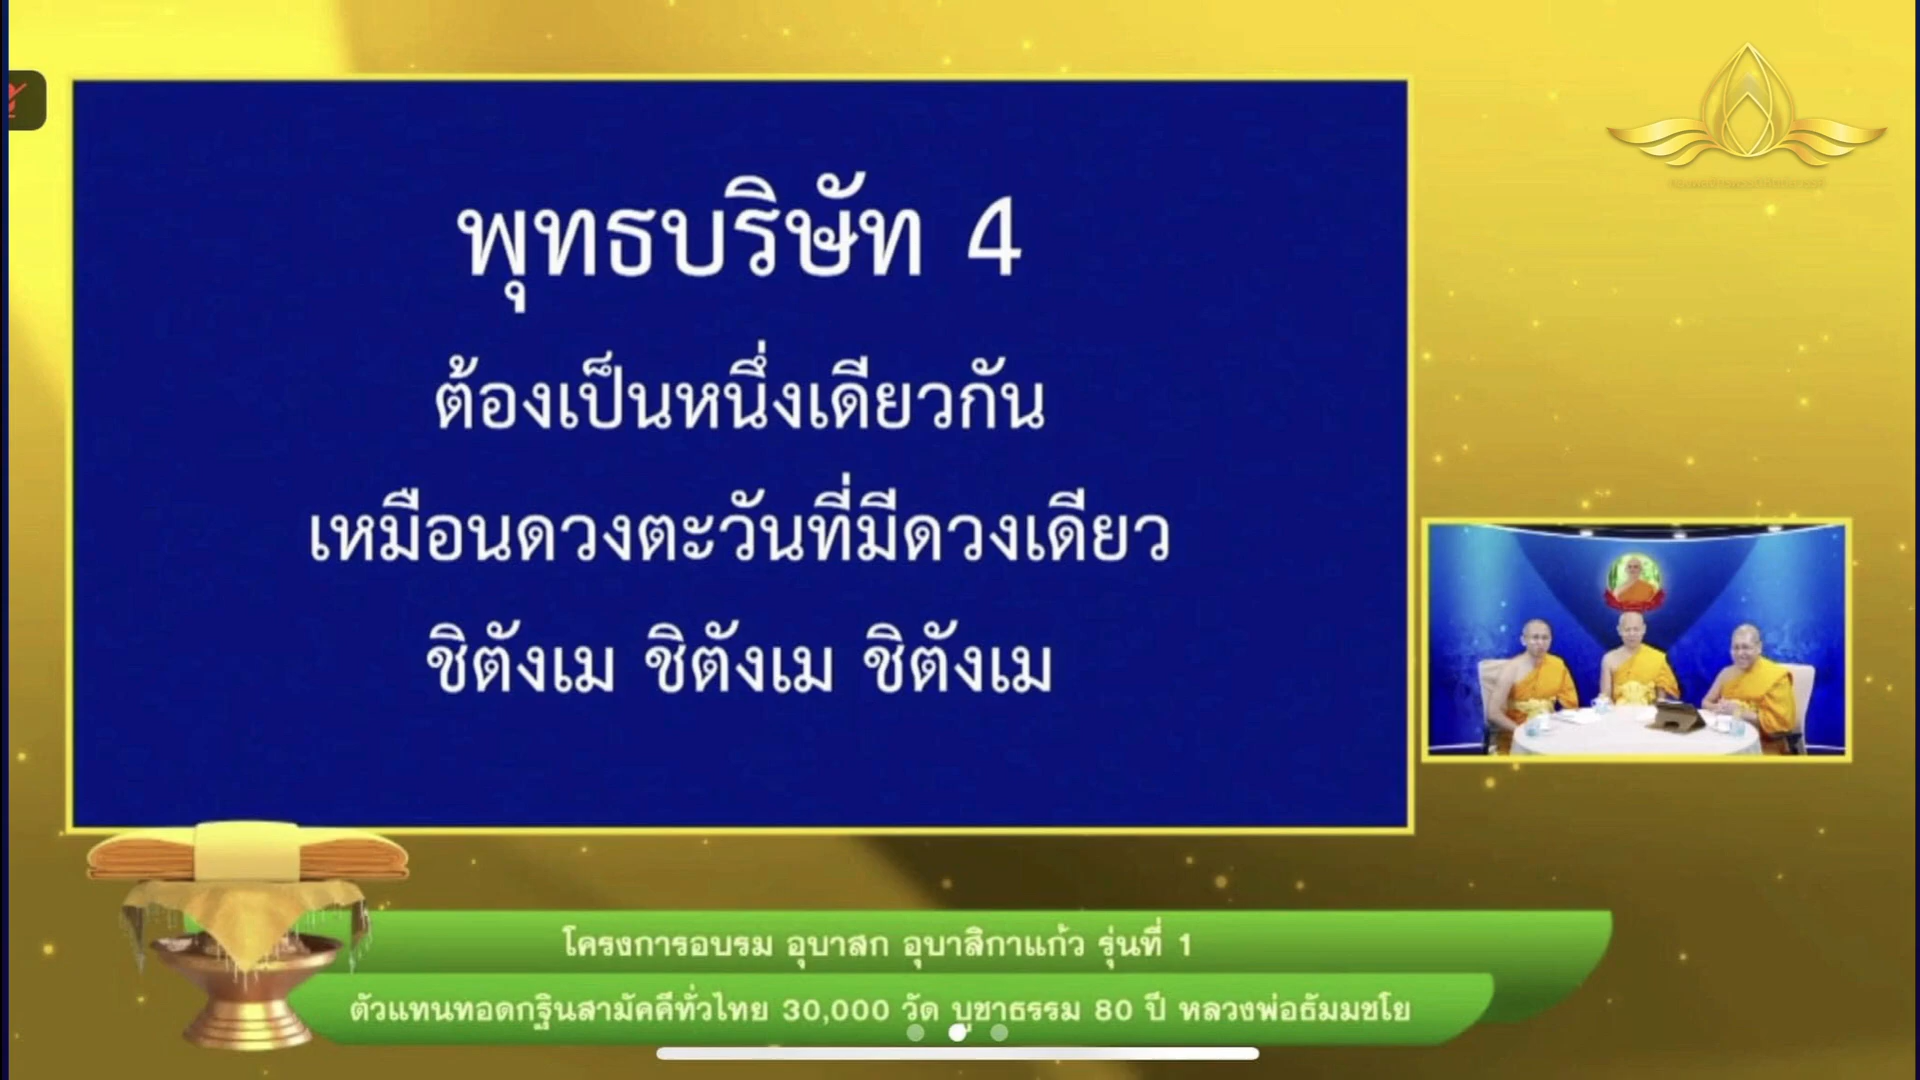 พุทธบริษัท 4
ต้องเป็นหนึ่งเดียวกัน
เหมือนดวงตะวันที่มีดวงเดียว
ชิตังเม ชิตังเม ชิตังเม
โครงการอบรม อุบาสก อุบาสิกาแก้ว รุ่นที่ 1
ตัวแทนทอดกฐินสามัคคีทั่วไทย 30,000 วัด บูชาธรรม 80 ปี หลวงพ่อธัมมชโย